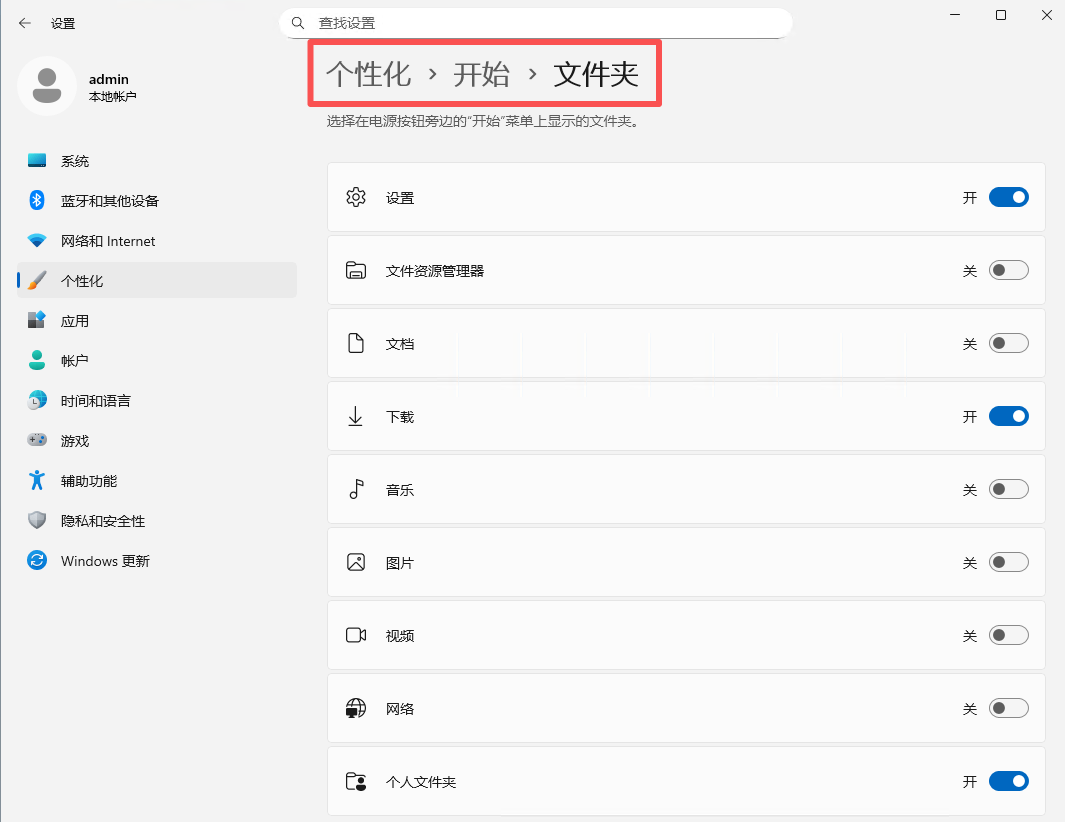 设置
查找设置
admin
本地帐户
系统
蓝牙和其他设备
网络和 Internet
个性化
应用
帐户
时间和语言
游戏
辅助功能
隐私和安全性
Windows 更新
个性化 › 开始 › 文件夹
选择在电源按钮旁边的“开始”菜单上显示的文件夹。
设置 开
文件资源管理器 关
文档 关
下载 开
音乐 关
图片 关
视频 关
网络 关
个人文件夹 开